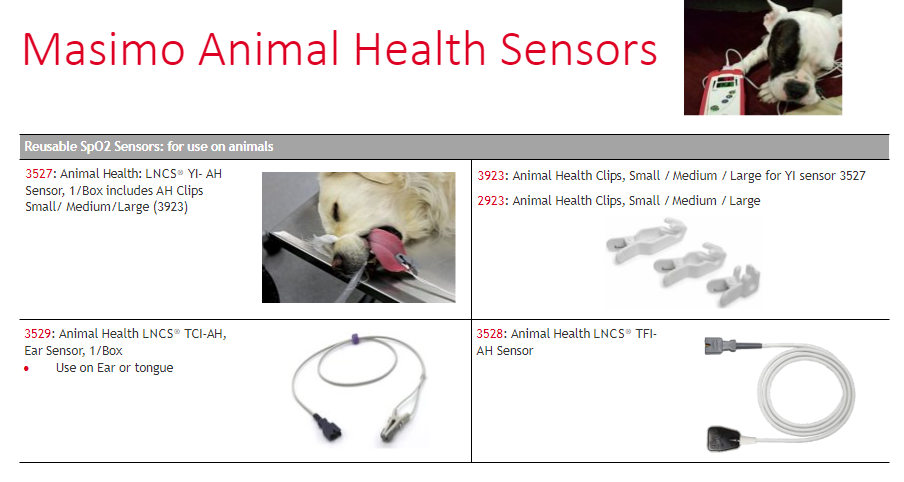 Masimo Animal Health Sensors
Reusable SpO2 Sensors: for use on animals
3527: Animal Health: LNCS® YI- AH
Sensor, 1/Box includes AH Clips
Small/ Medium/Large (3923)
3923: Animal Health Clips, Small / Medium / Large for YI sensor 3527
2923: Animal Health Clips, Small / Medium / Large
3529: Animal Health LNCS® TCI-AH,
Ear Sensor, 1/Box
• Use on Ear or tongue
3528: Animal Health LNCS® TFI-
AH Sensor